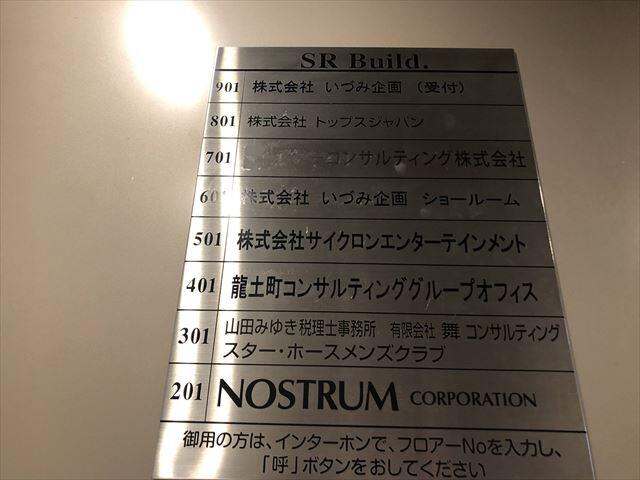 SR Build.
901 株式会社 いづみ企画 （受付）
801 株式会社 トップスジャパン
701 コンサルティング株式会社
601 株式会社 いづみ企画 ショールーム
501 株式会社サイクロンエンターテインメント
401 龍土町コンサルティンググループオフィス
301 山田みゆき税理士事務所 有限会社 舞 コンサルティング
スター・ホースメンズクラブ
201 NOSTRUM CORPORATION
御用の方は、インターホンで、フロアーNoを入力し、
「呼」ボタンをおしてください